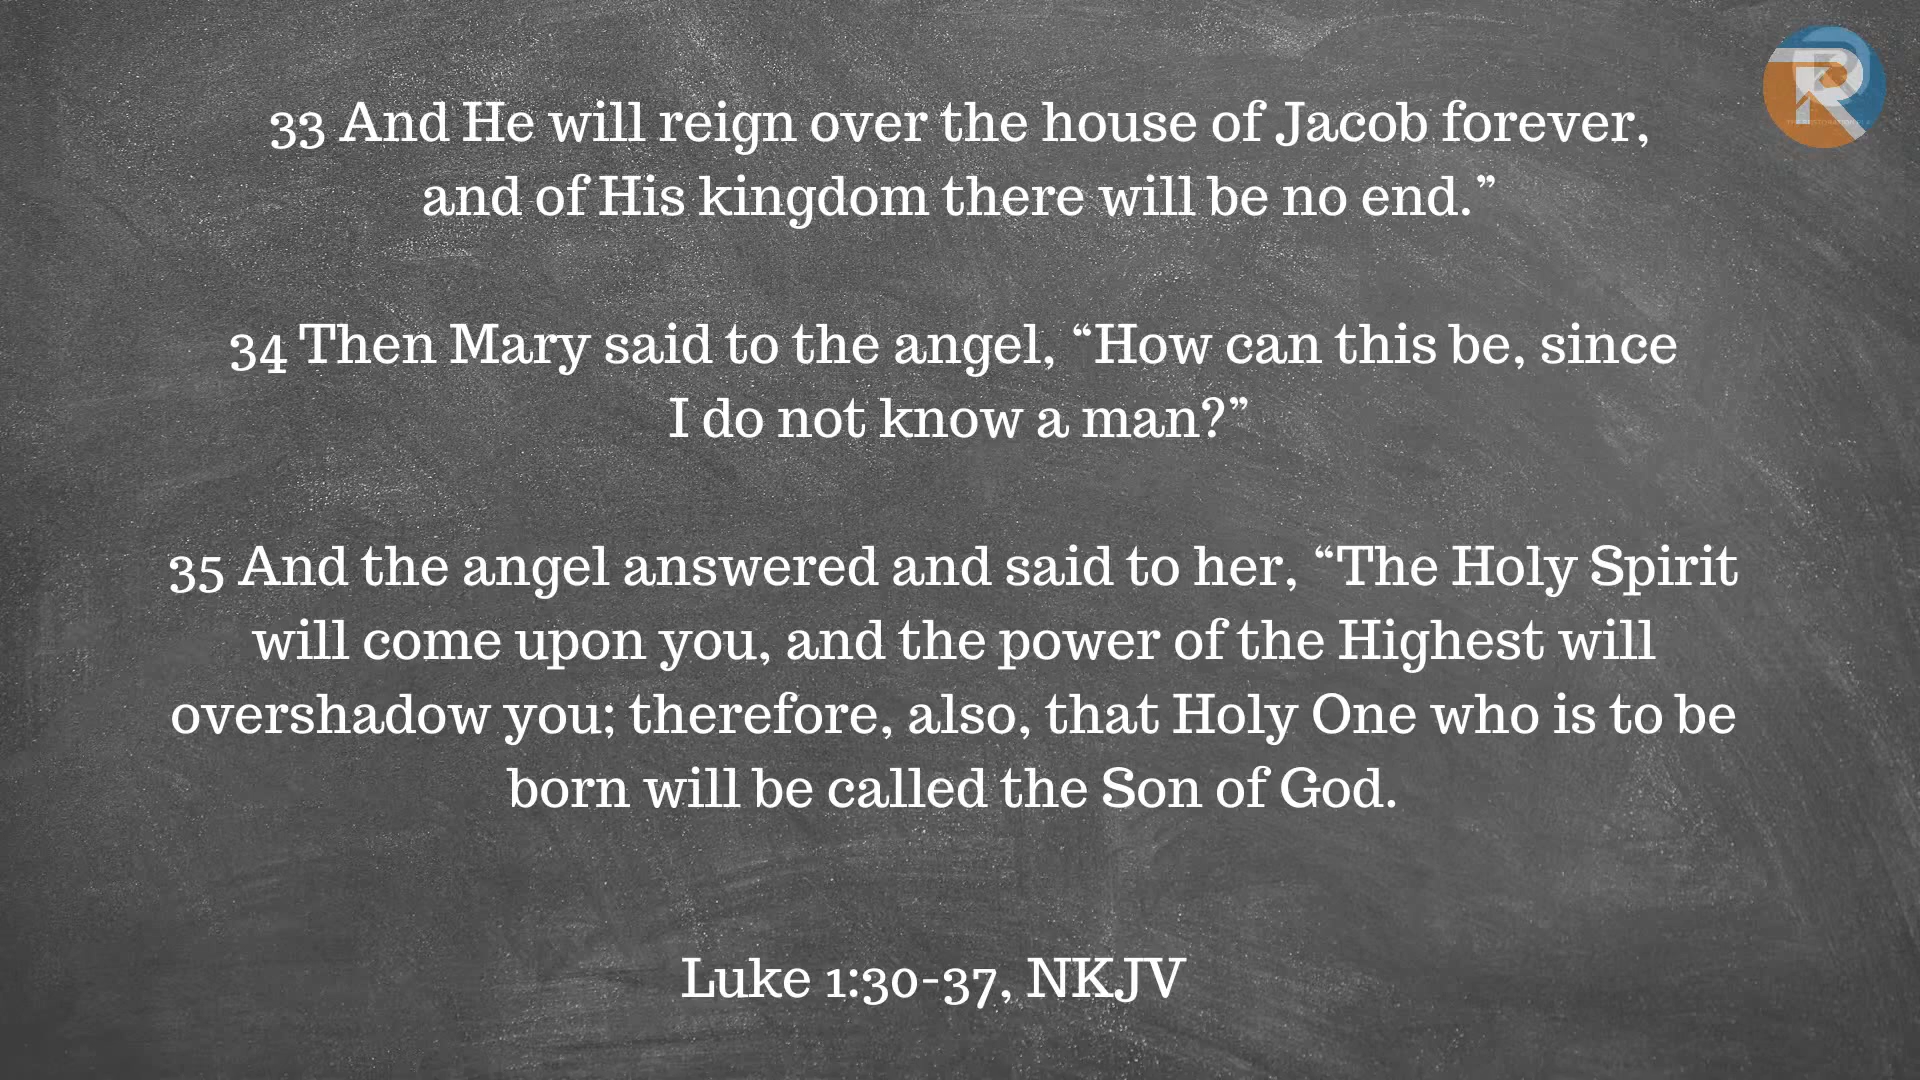 33 And He will reign over the house of Jacob forever,
and of His kingdom there will be no end.”
34 Then Mary said to the angel, “How can this be, since
I do not know a man?”
35 And the angel answered and said to her, “The Holy Spirit
will come upon you, and the power of the Highest will
overshadow you; therefore, also, that Holy One who is to be
born will be called the Son of God.
Luke 1:30-37, NKJV